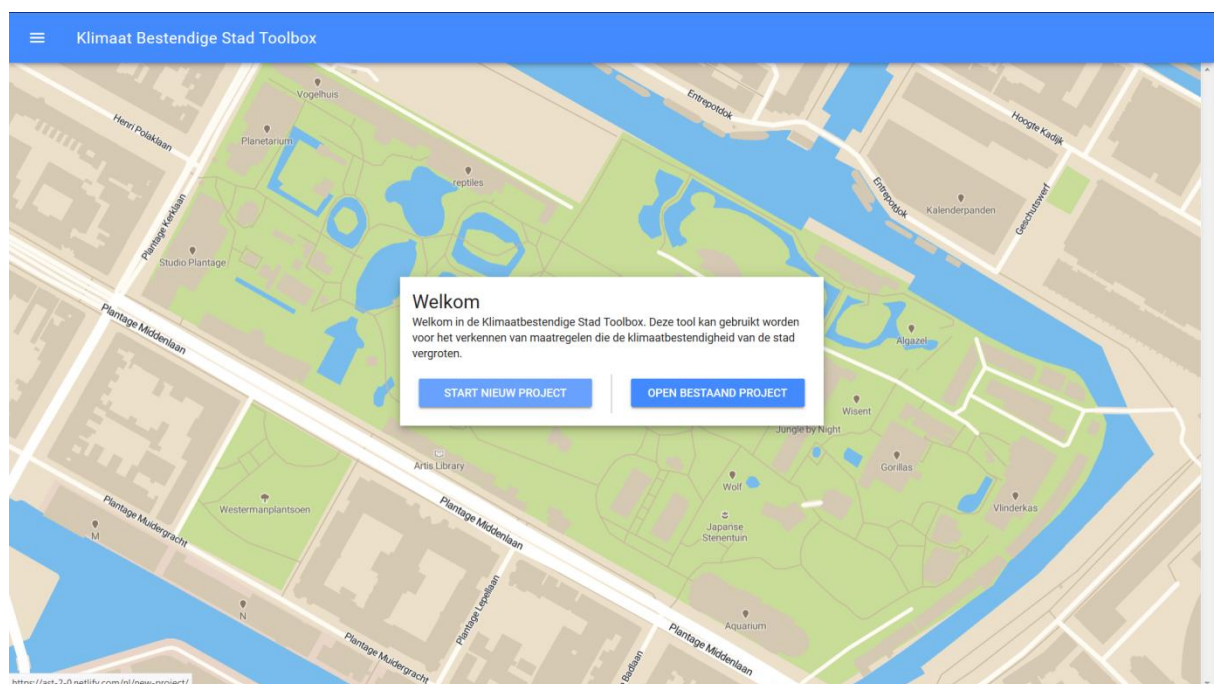 Klimaat Bestendige Stad Toolbox
Vogelhuis
Entrepotdok
Henri Polaklaan
Planetarium
Hoogte Kadijk
reptiles
Entrepotdok
Kalenderpanden
Geschutswerf
Plantage Kerklaan
Studio Plantage
Welkom
Welkom in de Klimaatbestendige Stad Toolbox. Deze tool kan gebruikt worden
voor het verkennen van maatregelen die de klimaatbestendigheid van de stad
vergroten.
START NIEUW PROJECT
OPEN BESTAAND PROJECT
Plantage Middenlaan
Algazel
Wisent
Jungle by Night
Artis Library
Gorillas
Wolf
Plantage Middenlaan
Westermanplantsoen
Vlinderkas
Plantage Muidergracht
M
Japanse
Stenentuin
Plantage Lepellaan
N
Aquarium
Plantage Middenlaan
Plantage Muidergracht
Badlaan
https://ast-2-0.netlify.com/nl/new-project/